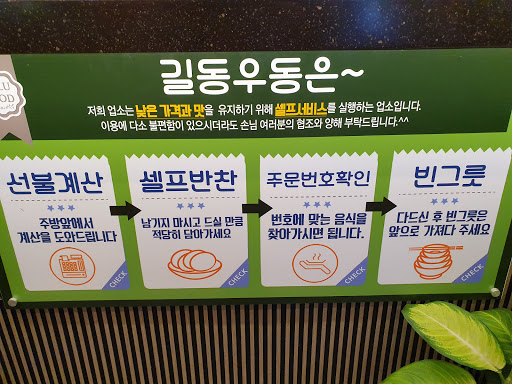 LU
OOD
길동우동은~
저희 업소는 낮은 가격과 맛을 유지하기 위해 셀프서비스를 실행하는 업소입니다.
이용에 다소 불편함이 있으시더라도 손님 여러분의 협조와 양해 부탁드립니다.^^
선불계산
주방앞에서
계산을 도와드립니다
CHECK
셀프반찬
남기지 마시고 드실 만큼
적당히 담아가세요
CHECK
주문번호확인
번호에 맞는 음식을
찾아가시면 됩니다.
CHECK
빈그릇
다드신 후 빈그릇은
앞으로 가져다 주세요
CHECK